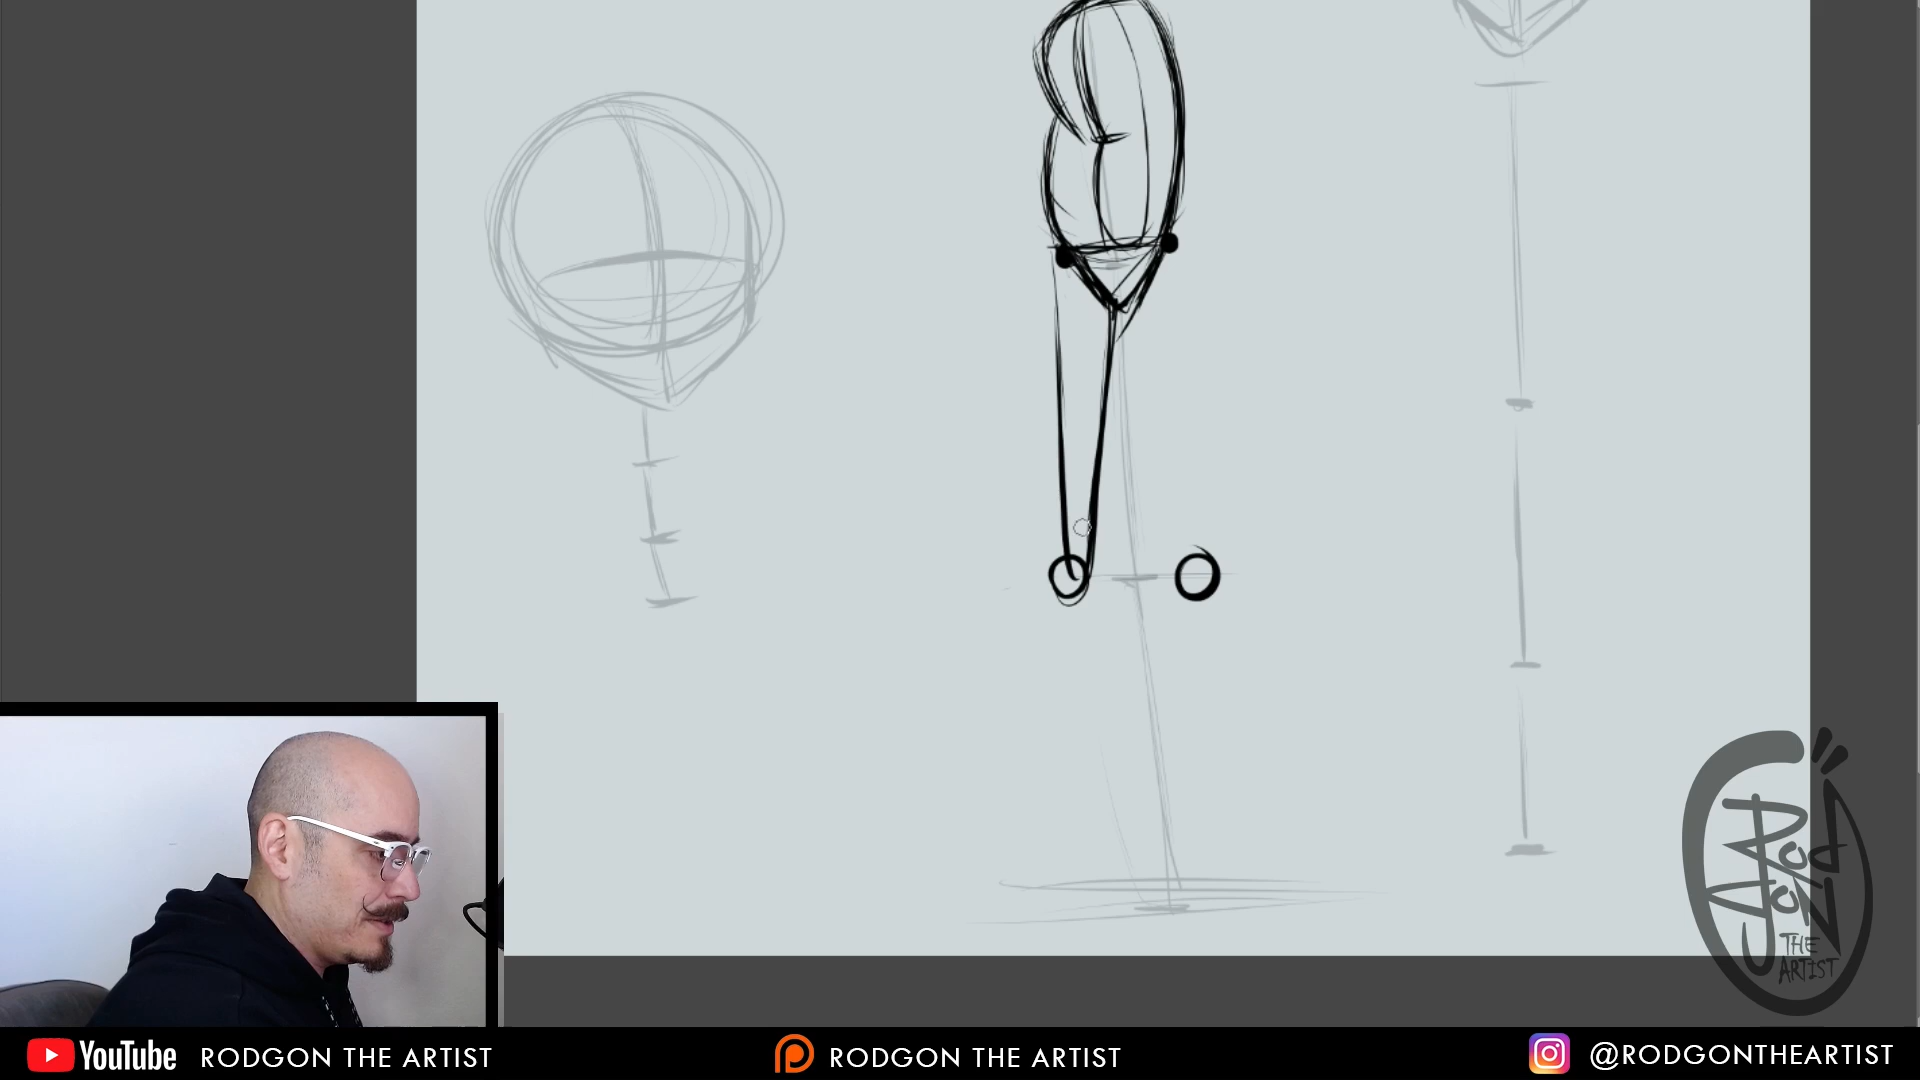 ROD
GON
THE
ARTIST
YouTube RODGON THE ARTIST
RODGON THE ARTIST
@RODGONTHEARTIST